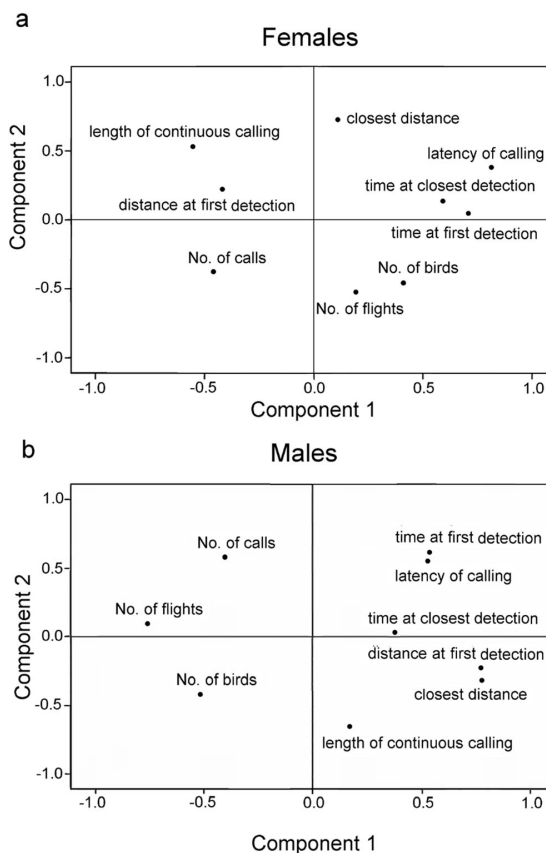 a
Females
Component 2
1.0
0.5
0.0
-0.5
-1.0
closest distance
length of continuous calling
latency of calling
time at closest detection
distance at first detection
time at first detection
No. of calls
No. of birds
No. of flights
-1.0 -0.5 0.0 0.5 1.0
Component 1
b
Males
Component 2
1.0
0.5
0.0
-0.5
-1.0
time at first detection
No. of calls
latency of calling
No. of flights
time at closest detection
distance at first detection
No. of birds
closest distance
length of continuous calling
-1.0 -0.5 0.0 0.5 1.0
Component 1